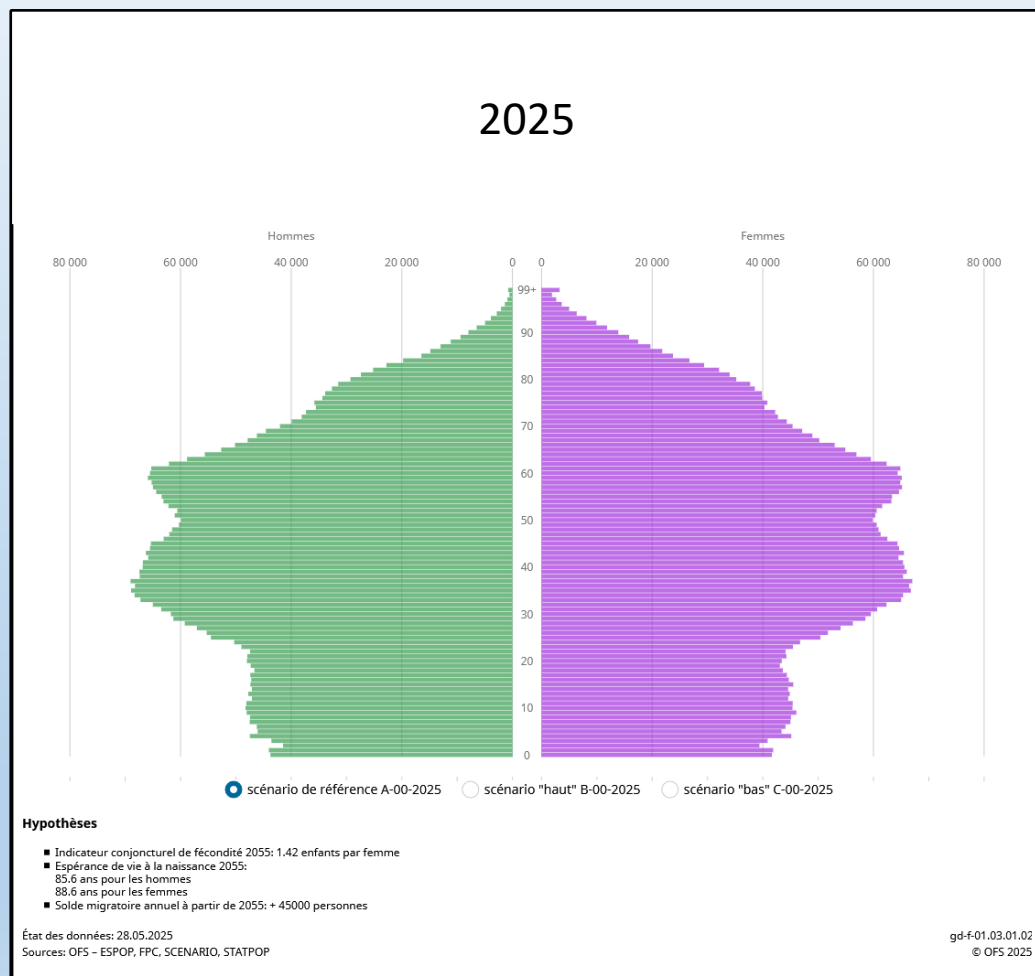 2025
Hommes Femmes
80 000 60 000 40 000 20 000 0 0 20 000 40 000 60 000 80 000
99+
90
80
70
60
50
40
30
20
10
0
scénario de référence A-00-2025 scénario "haut" B-00-2025 scénario "bas" C-00-2025
Hypothèses
Indicateur conjoncturel de fécondité 2055: 1.42 enfants par femme
Espérance de vie à la naissance 2055:
85.6 ans pour les hommes
88.6 ans pour les femmes
Solde migratoire annuel à partir de 2055: + 45000 personnes
État des données: 28.05.2025 gd-f-01.03.01.02
Sources: OFS – ESPOP, FPC, SCENARIO, STATPOP © OFS 2025